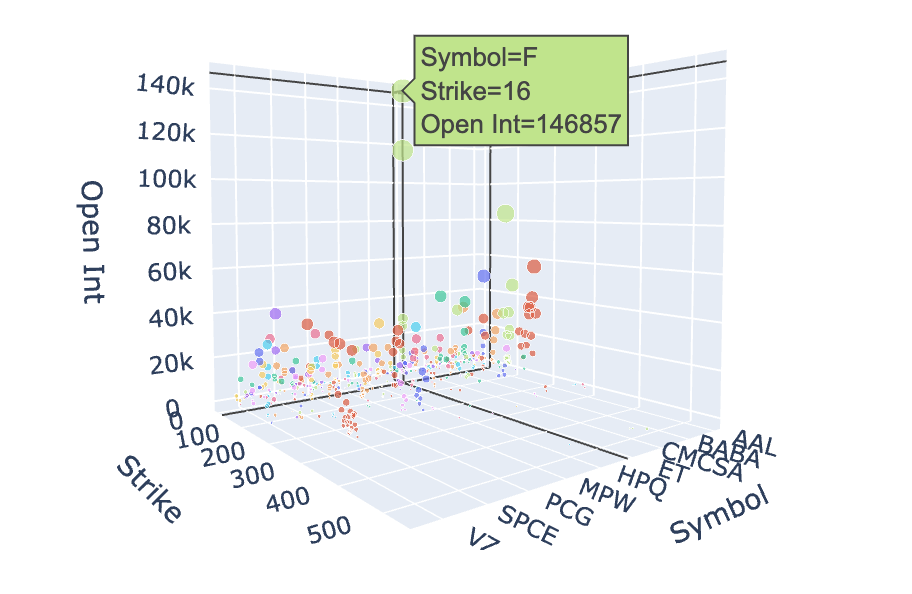 Symbol=F
Strike=16
Open Int=146857
140k
120k
100k
80k
60k
40k
20k
0
Open Int
0
100
200
300
400
500
Strike
AAL
BABA
CMCSA
ET
HPQ
MPW
PCG
SPCE
VZ
Symbol